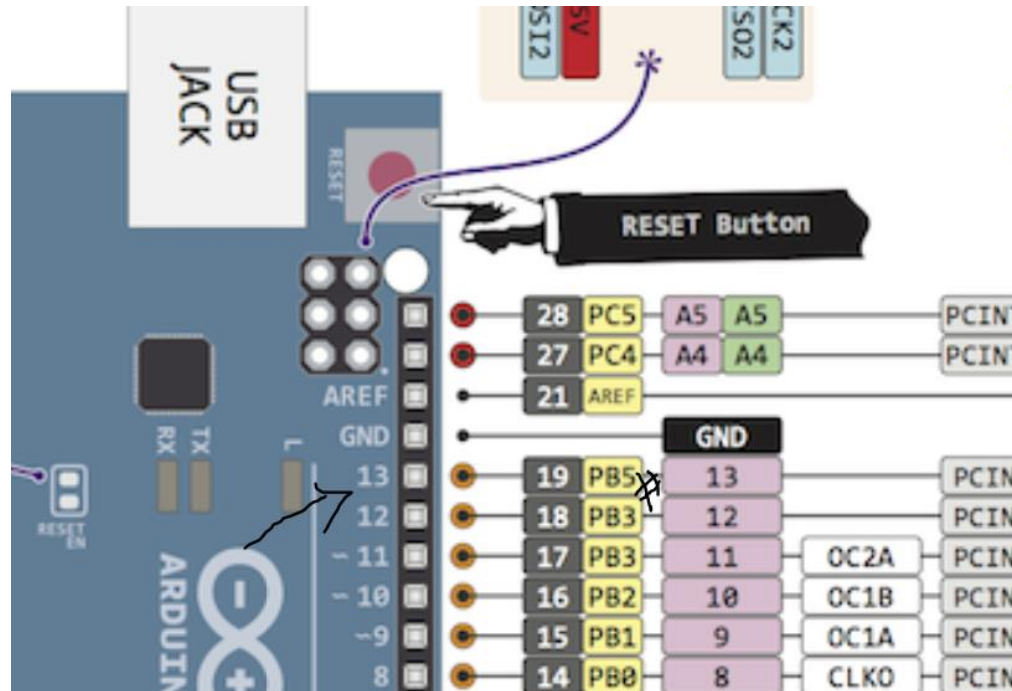 SI2
5V
SO2
CK2
USB
JACK
RESET
RESET Button
28 PC5 A5 A5 PCINT
27 PC4 A4 A4 PCINT
AREF 21 AREF
GND GND
13 19 PB5 13 PCIN
12 18 PB3 12 PCIN
~ 11 17 PB3 11 OC2A PCIN
~ 10 16 PB2 10 OC1B PCIN
~9 15 PB1 9 OC1A PCIN
8 14 PB0 8 CLKO PCIN
RX
TX
L
RESET
EN
ARDUIN